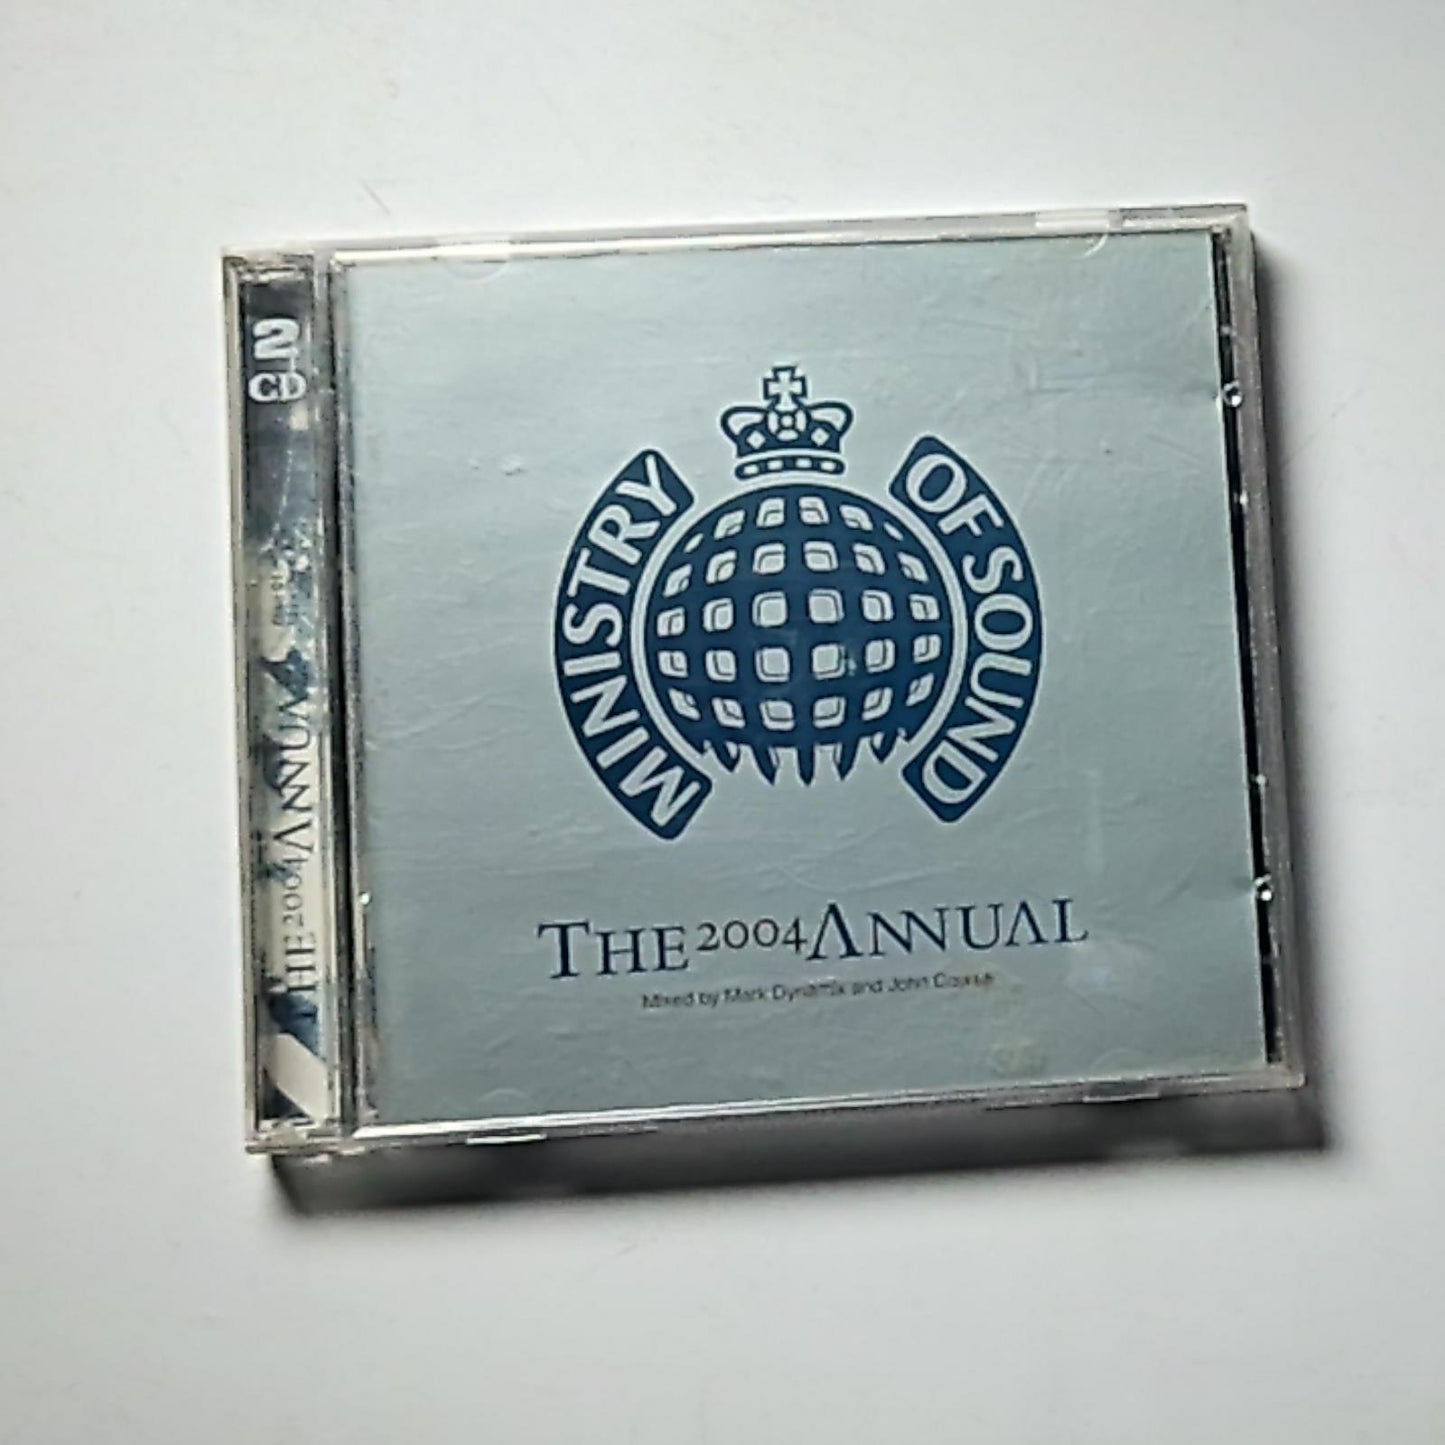 2
CD
THE 2004 ANNUAL
MINISTRY
OF SOUND
THE 2004 ANNUAL
Mixed by Mark Dynamix and John Course